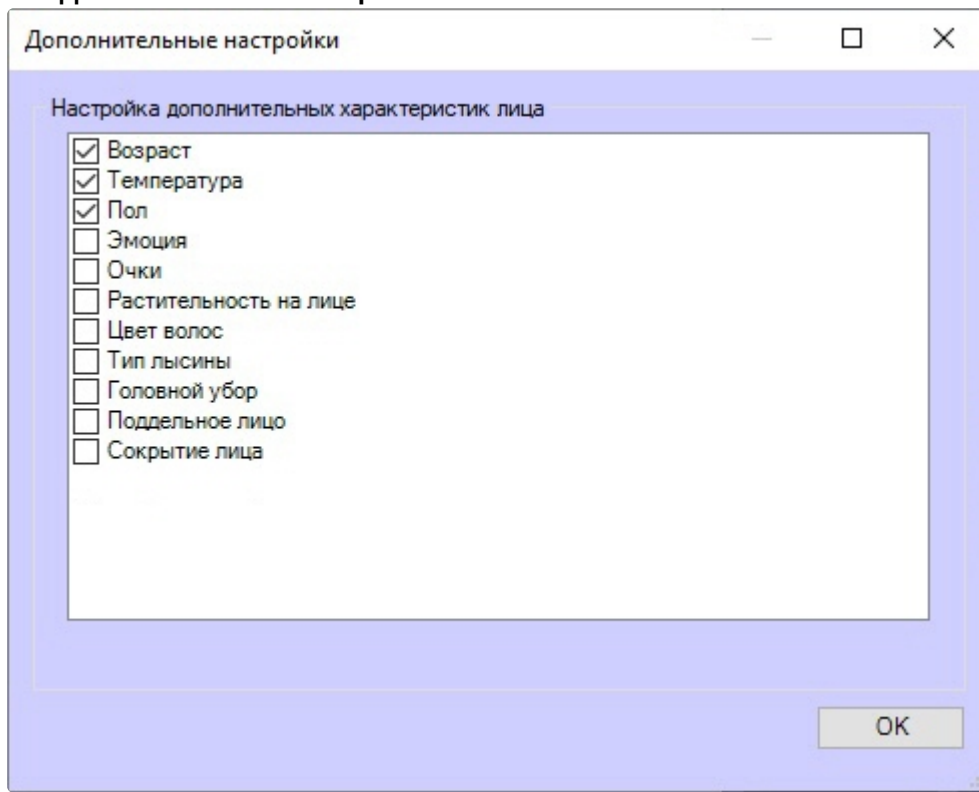 Дополнительные настройки
Настройка дополнительных характеристик лица
Возраст
Температура
Пол
Эмоция
Очки
Растительность на лице
Цвет волос
Тип лысины
Головной убор
Поддельное лицо
Сокрытие лица
OK